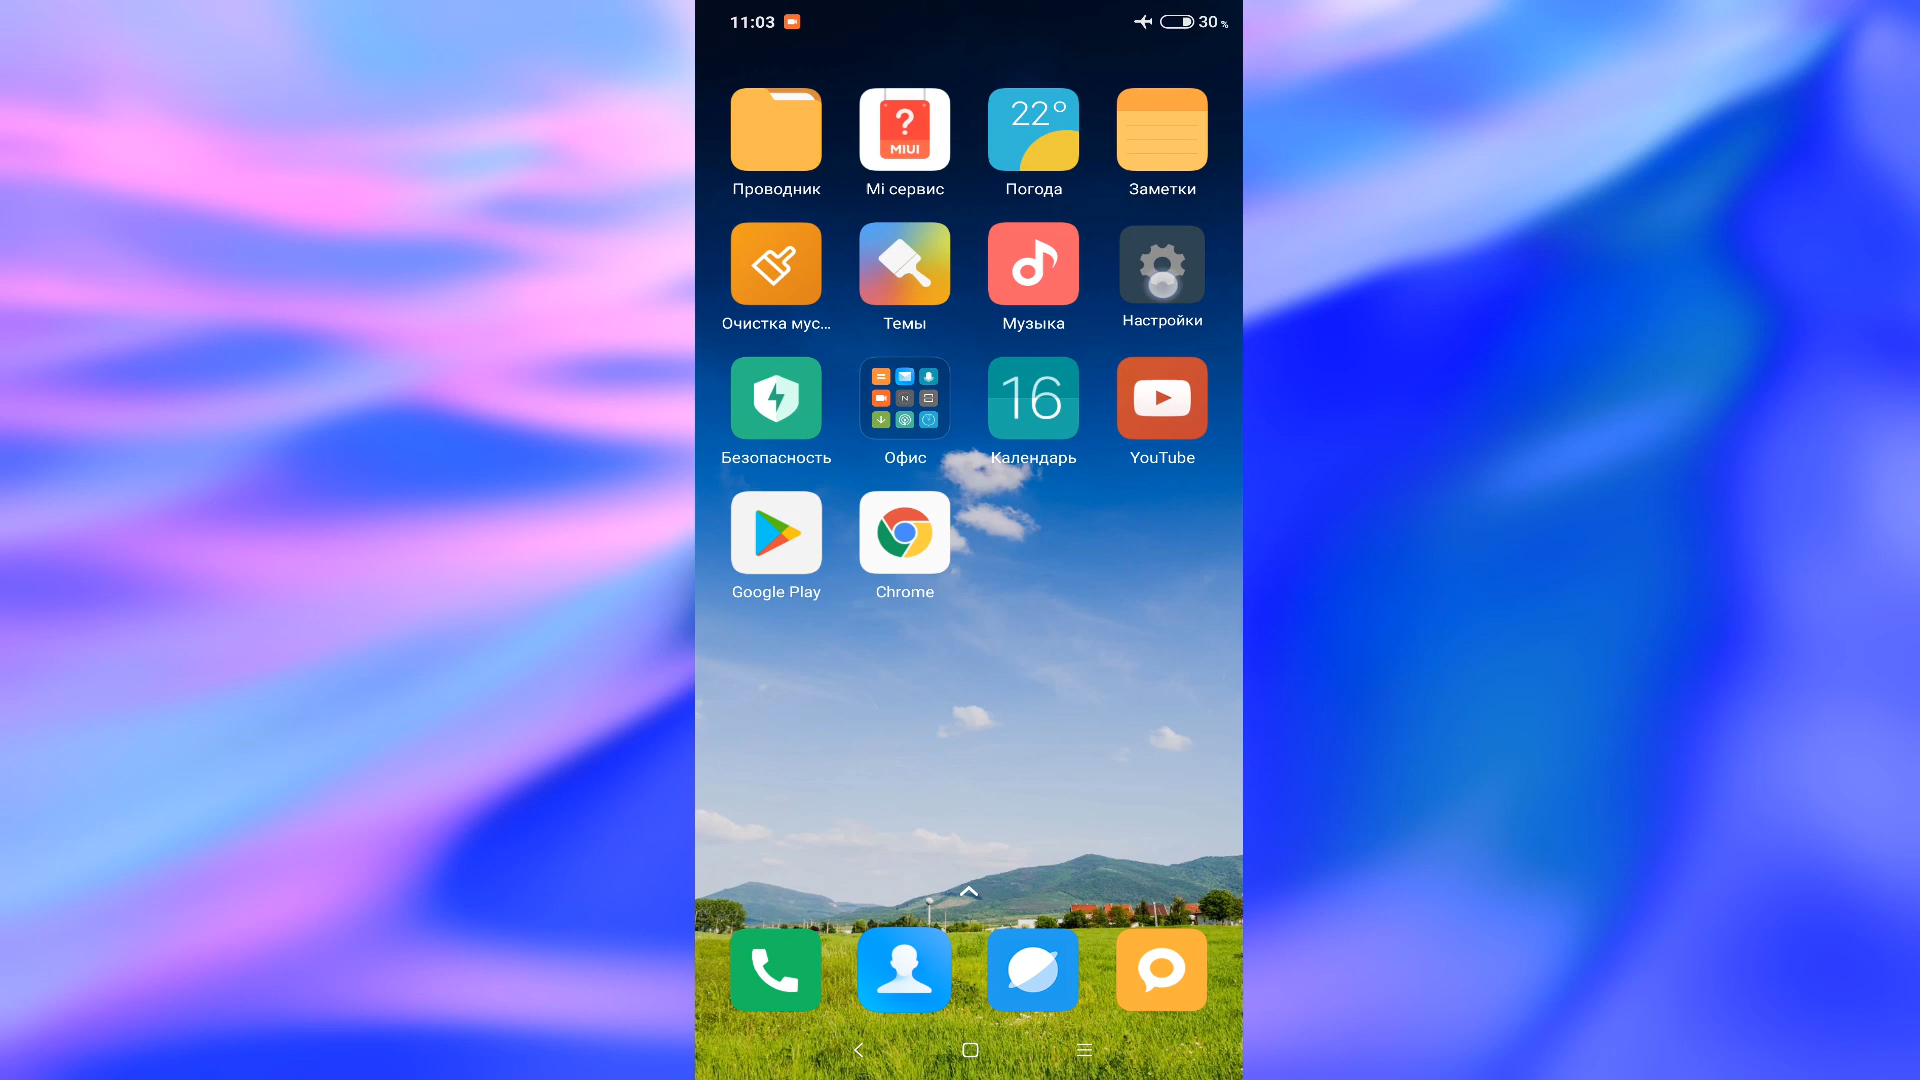 11:03 30 %
22°
MIUI
Проводник Mi сервис Погода Заметки
Очистка мус... Темы Музыка Настройки
16
Безопасность Офис Календарь YouTube
Google Play Chrome